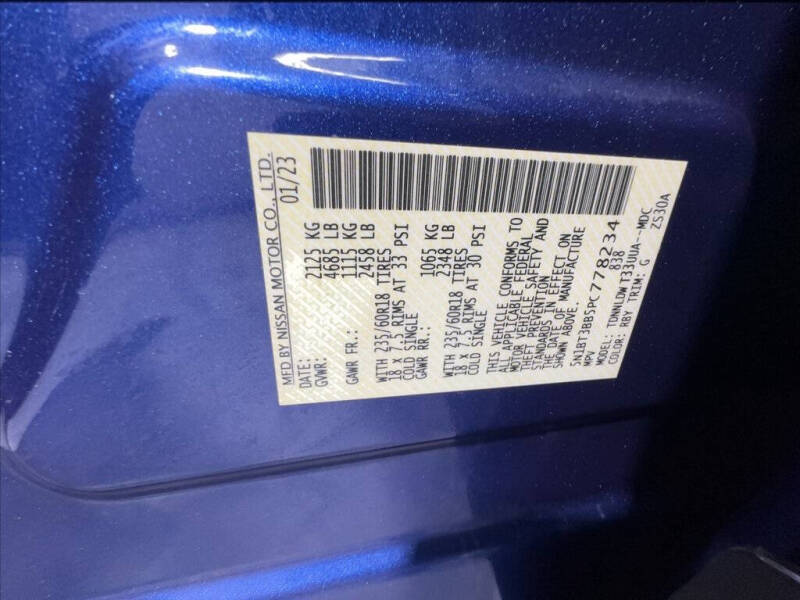 MFD BY NISSAN MOTOR CO., LTD.
DATE: 01/23
GVWR: 2125 KG
4685 LB
GAWR FR.: 1115 KG
2458 LB
WITH 235/60R18 TIRES
18 X 7.5 RIMS AT 33 PSI
COLD SINGLE
GAWR RR.: 1065 KG
2348 LB
WITH 235/60R18 TIRES
18 X 7.5 RIMS AT 30 PSI
COLD SINGLE
THIS VEHICLE CONFORMS TO
ALL APPLICABLE FEDERAL
MOTOR VEHICLE SAFETY AND
THEFT PREVENTION
STANDARDS IN EFFECT ON
THE DATE OF MANUFACTURE
SHOWN ABOVE.
5N1BT3BB5PC778234
MPV 838
MODEL: TDNNLDW T33UUA--MDC
COLOR: RBY TRIM: G ZS30A